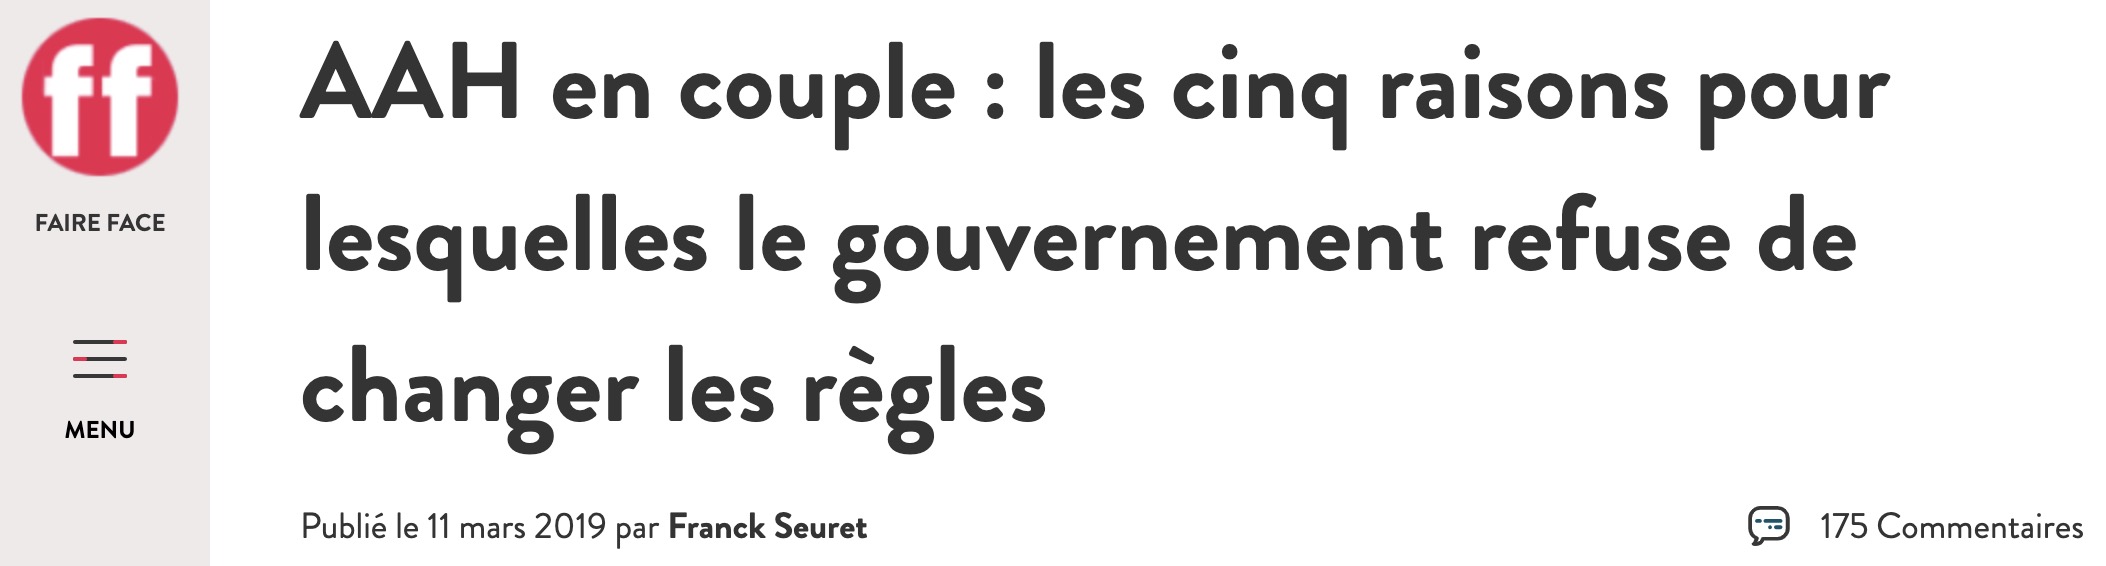 ff
FAIRE FACE
MENU
AAH en couple : les cinq raisons pour
lesquelles le gouvernement refuse de
changer les règles
Publié le 11 mars 2019 par Franck Seuret
175 Commentaires